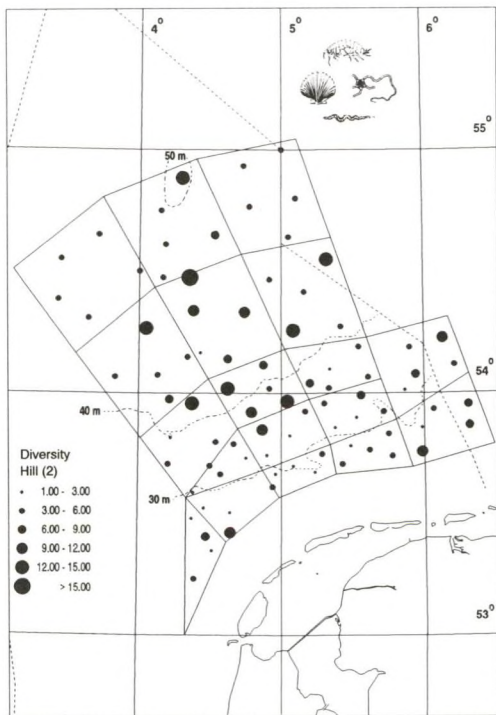 4°
5°
6°
55°
50 m
54°
40 m
Diversity
Hill (2)
1.00 - 3.00
3.00 - 6.00
6.00 - 9.00
9.00 - 12.00
12.00 - 15.00
> 15.00
30 m
53°